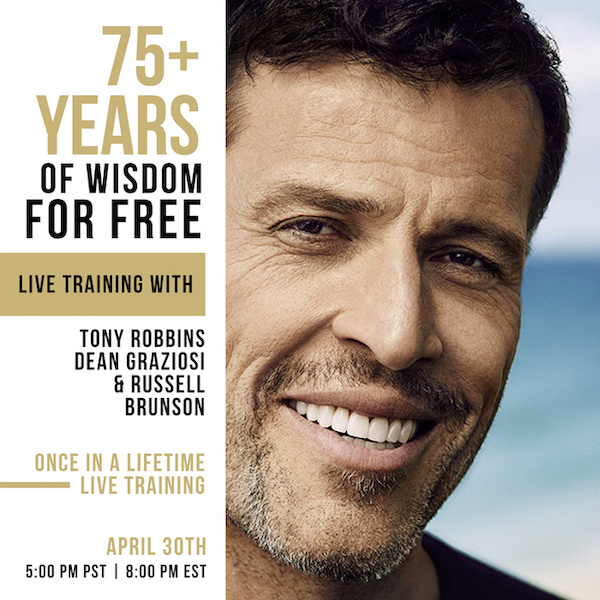 75+
YEARS
OF WISDOM
FOR FREE
LIVE TRAINING WITH
TONY ROBBINS
DEAN GRAZIOSI
& RUSSELL
BRUNSON
ONCE IN A LIFETIME
LIVE TRAINING
APRIL 30TH
5:00 PM PST | 8:00 PM EST